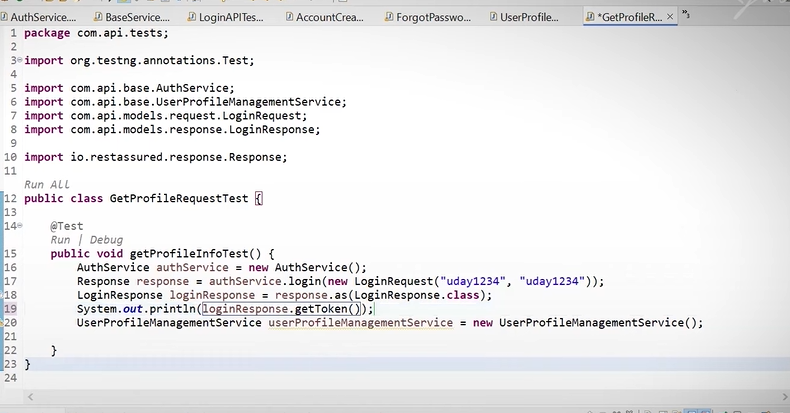 AuthService.... BaseService.... LoginAPITes... AccountCrea... ForgotPasswo... UserProfile... *GetProfileR... 3
1 package com.api.tests;
2
3 import org.testng.annotations.Test;
4
5 import com.api.base.AuthService;
6 import com.api.base.UserProfileManagementService;
7 import com.api.models.request.LoginRequest;
8 import com.api.models.response.LoginResponse;
9
10 import io.restassured.response.Response;
11
Run All
12 public class GetProfileRequestTest {
13
14 @Test
Run | Debug
15 public void getProfileInfoTest() {
16 AuthService authService = new AuthService();
17 Response response = authService.login(new LoginRequest("uday1234", "uday1234"));
18 LoginResponse loginResponse = response.as(LoginResponse.class);
19 System.out.println(loginResponse.getToken());
20 UserProfileManagementService userProfileManagementService = new UserProfileManagementService();
21
22 }
23 }
24